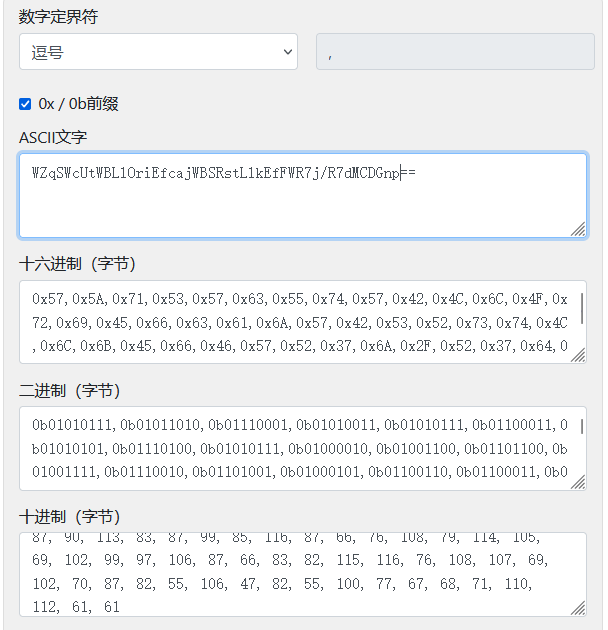 数字定界符
逗号
,
0x / 0b前缀
ASCII文字
WZqSWcUtWBLlOriEfcajWBSRstLlkEfFWR7j/R7dMCDGnp==
十六进制（字节）
0x57,0x5A,0x71,0x53,0x57,0x63,0x55,0x74,0x57,0x42,0x4C,0x6C,0x4F,0x
72,0x69,0x45,0x66,0x63,0x61,0x6A,0x57,0x42,0x53,0x52,0x73,0x74,0x4C
,0x6C,0x6B,0x45,0x66,0x46,0x57,0x52,0x37,0x6A,0x2F,0x52,0x37,0x64,0
二进制（字节）
0b01010111,0b01011010,0b01110001,0b01010011,0b01010111,0b01100011,0
b01010101,0b01110100,0b01010111,0b01000010,0b01001100,0b01101100,0b
01001111,0b01110010,0b01101001,0b01000101,0b01100110,0b01100011,0b0
十进制（字节）
87, 90, 113, 83, 87, 99, 85, 116, 87, 66, 76, 108, 79, 114, 105,
69, 102, 99, 97, 106, 87, 66, 83, 82, 115, 116, 76, 108, 107, 69,
102, 70, 87, 82, 55, 106, 47, 82, 55, 100, 77, 67, 68, 71, 110,
112, 61, 61